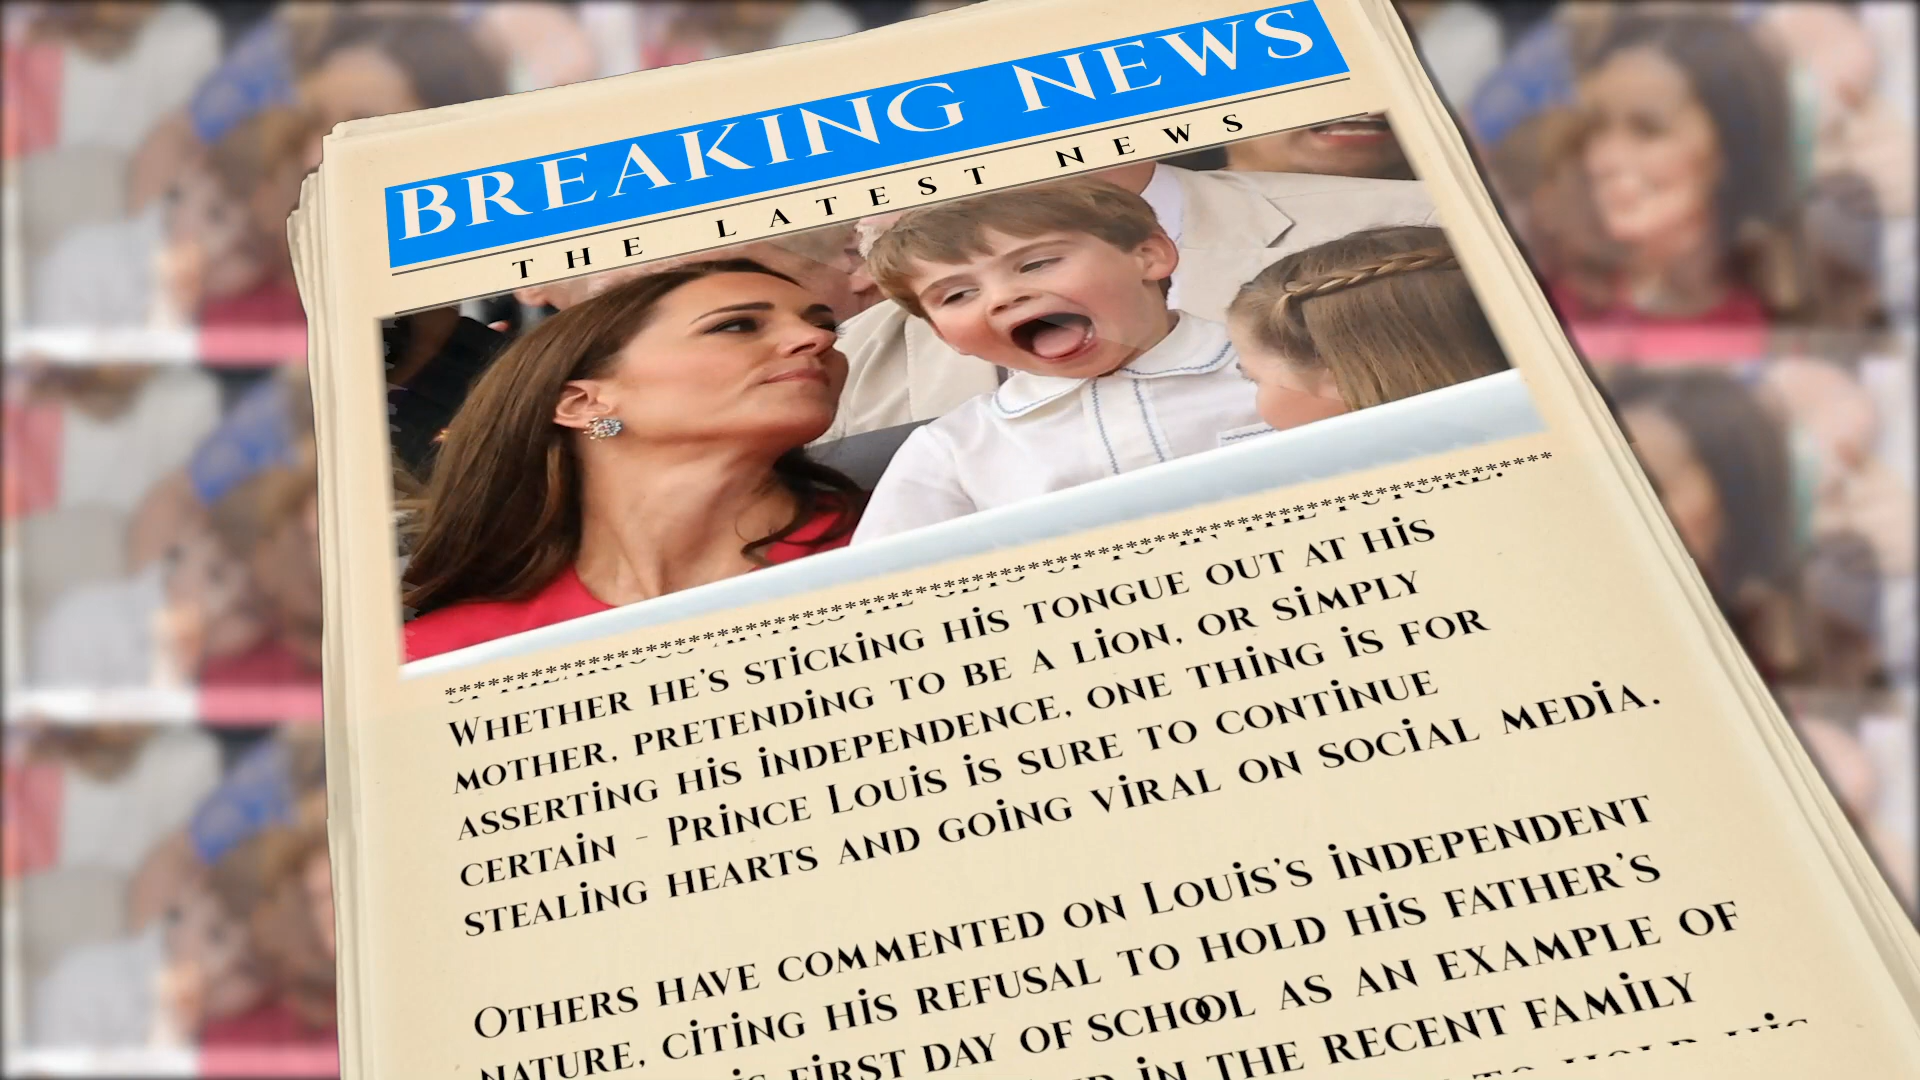 BREAKING NEWS
THE LATEST NEWS
****************************************************************************
WHETHER HE'S STICKING HIS TONGUE OUT AT HIS
MOTHER, PRETENDING TO BE A LION, OR SIMPLY
ASSERTING HIS INDEPENDENCE, ONE THING IS FOR
CERTAIN - PRINCE LOUIS IS SURE TO CONTINUE
STEALING HEARTS AND GOING VIRAL ON SOCIAL MEDIA.
OTHERS HAVE COMMENTED ON LOUIS'S INDEPENDENT
NATURE, CITING HIS REFUSAL TO HOLD HIS FATHER'S
FIRST DAY OF SCHOOL AS AN EXAMPLE OF
IN THE RECENT FAMILY